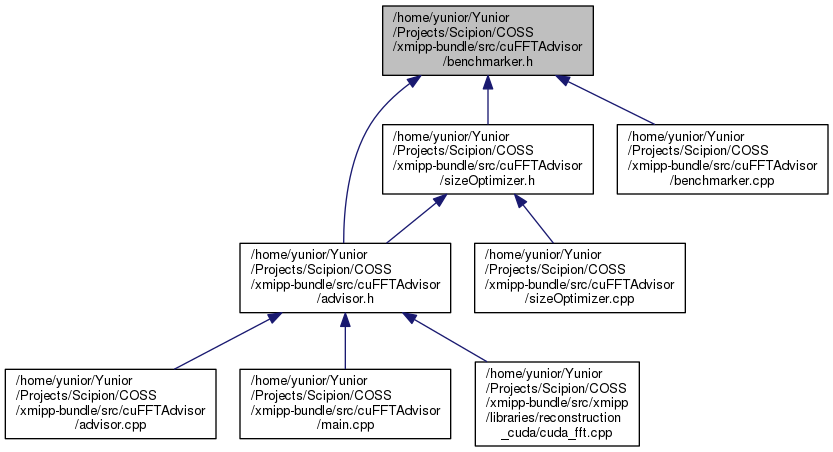 /home/yunior/Yunior
/Projects/Scipion/COSS
/xmipp-bundle/src/cuFFTAdvisor
/benchmarker.h
/home/yunior/Yunior
/Projects/Scipion/COSS
/xmipp-bundle/src/cuFFTAdvisor
/sizeOptimizer.h
/home/yunior/Yunior
/Projects/Scipion/COSS
/xmipp-bundle/src/cuFFTAdvisor
/benchmarker.cpp
/home/yunior/Yunior
/Projects/Scipion/COSS
/xmipp-bundle/src/cuFFTAdvisor
/advisor.h
/home/yunior/Yunior
/Projects/Scipion/COSS
/xmipp-bundle/src/cuFFTAdvisor
/sizeOptimizer.cpp
/home/yunior/Yunior
/Projects/Scipion/COSS
/xmipp-bundle/src/cuFFTAdvisor
/advisor.cpp
/home/yunior/Yunior
/Projects/Scipion/COSS
/xmipp-bundle/src/cuFFTAdvisor
/main.cpp
/home/yunior/Yunior
/Projects/Scipion/COSS
/xmipp-bundle/src/xmipp
/libraries/reconstruction
_cuda/cuda_fft.cpp